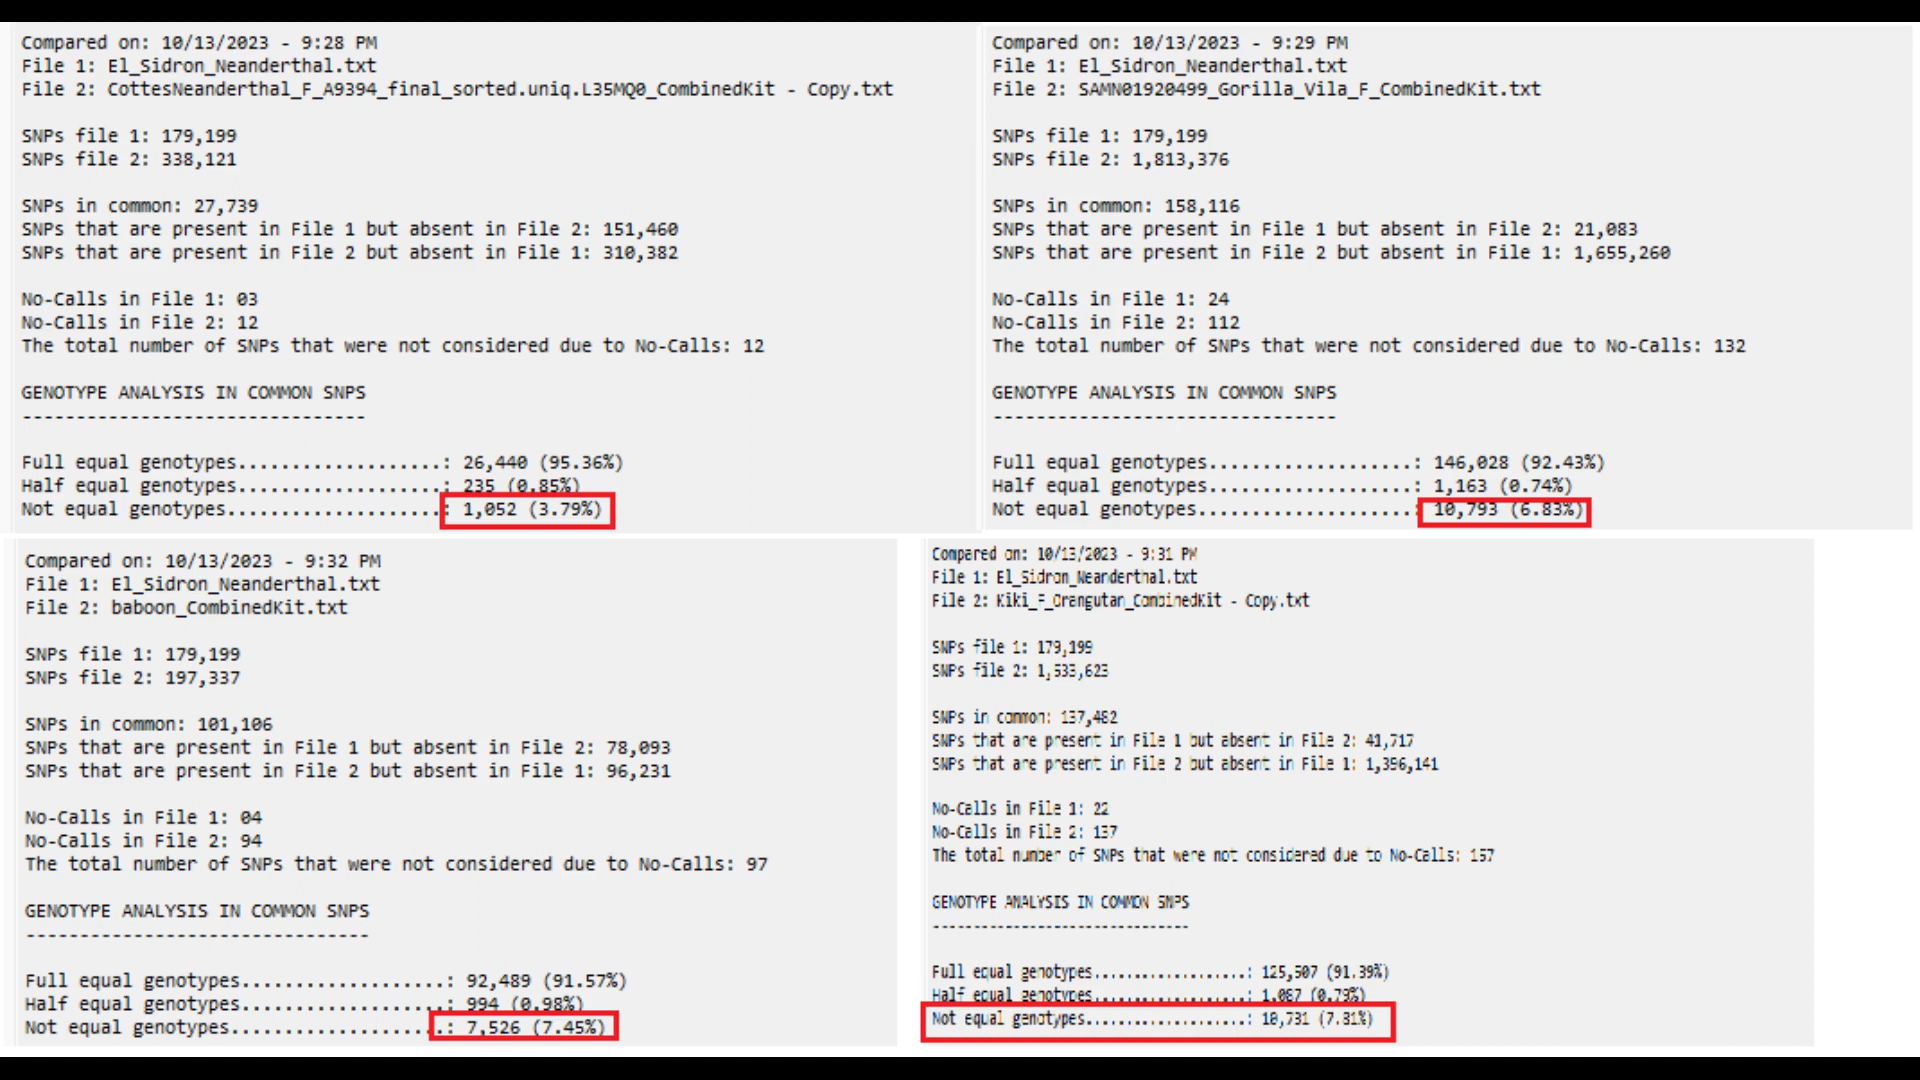 Compared on: 10/13/2023 - 9:28 PM
File 1: El_Sidron_Neanderthal.txt
File 2: CottesNeanderthal_F_A9394_final_sorted.uniq.L35MQ0_CombinedKit - Copy.txt
SNPs file 1: 179,199
SNPs file 2: 338,121
SNPs in common: 27,739
SNPs that are present in File 1 but absent in File 2: 151,460
SNPs that are present in File 2 but absent in File 1: 310,382
No-Calls in File 1: 03
No-Calls in File 2: 12
The total number of SNPs that were not considered due to No-Calls: 12
GENOTYPE ANALYSIS IN COMMON SNPS
--------------------------------
Full equal genotypes...................: 26,440 (95.36%)
Half equal genotypes...................: 235 (0.85%)
Not equal genotypes....................: 1,052 (3.79%)
Compared on: 10/13/2023 - 9:29 PM
File 1: El_Sidron_Neanderthal.txt
File 2: SAMN01920499_Gorilla_Vila_F_CombinedKit.txt
SNPs file 1: 179,199
SNPs file 2: 1,813,376
SNPs in common: 158,116
SNPs that are present in File 1 but absent in File 2: 21,083
SNPs that are present in File 2 but absent in File 1: 1,655,260
No-Calls in File 1: 24
No-Calls in File 2: 112
The total number of SNPs that were not considered due to No-Calls: 132
GENOTYPE ANALYSIS IN COMMON SNPS
--------------------------------
Full equal genotypes...................: 146,028 (92.43%)
Half equal genotypes...................: 1,163 (0.74%)
Not equal genotypes....................: 10,793 (6.83%)
Compared on: 10/13/2023 - 9:32 PM
File 1: El_Sidron_Neanderthal.txt
File 2: baboon_CombinedKit.txt
SNPs file 1: 179,199
SNPs file 2: 197,337
SNPs in common: 101,106
SNPs that are present in File 1 but absent in File 2: 78,093
SNPs that are present in File 2 but absent in File 1: 96,231
No-Calls in File 1: 04
No-Calls in File 2: 94
The total number of SNPs that were not considered due to No-Calls: 97
GENOTYPE ANALYSIS IN COMMON SNPS
--------------------------------
Full equal genotypes...................: 92,489 (91.57%)
Half equal genotypes...................: 994 (0.98%)
Not equal genotypes....................: 7,526 (7.45%)
Compared on: 10/13/2023 - 9:31 PM
File 1: El_Sidron_Neanderthal.txt
File 2: Kiki_F_Orangutan_CombinedKit - Copy.txt
SNPs file 1: 179,199
SNPs file 2: 1,533,623
SNPs in common: 137,482
SNPs that are present in File 1 but absent in File 2: 41,717
SNPs that are present in File 2 but absent in File 1: 1,396,141
No-Calls in File 1: 22
No-Calls in File 2: 137
The total number of SNPs that were not considered due to No-Calls: 157
GENOTYPE ANALYSIS IN COMMON SNPS
--------------------------------
Full equal genotypes...................: 125,507 (91.39%)
Half equal genotypes...................: 1,087 (0.79%)
Not equal genotypes....................: 10,731 (7.81%)